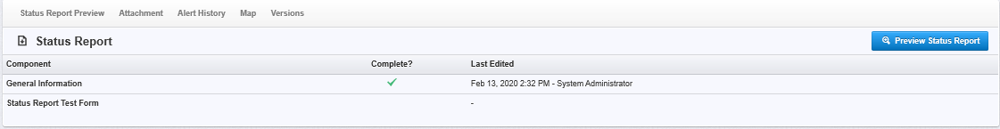 Status Report Preview Attachment Alert History Map Versions
Status Report Preview Status Report
Component Complete? Last Edited
General Information Feb 13, 2020 2:32 PM - System Administrator
Status Report Test Form -